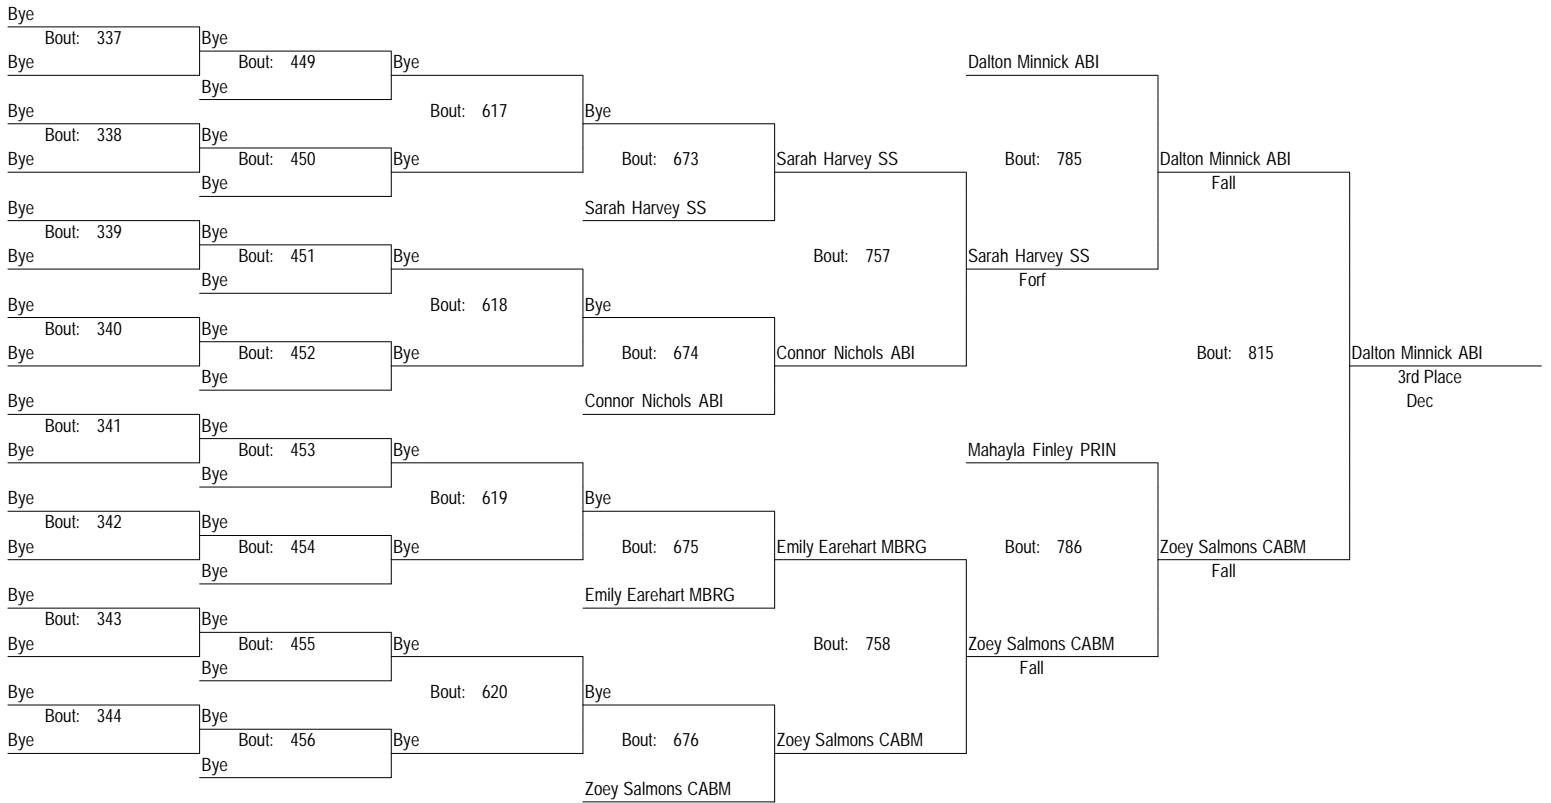 Bye
Bout: 337 Bye
Bye Bout: 449 Bye Dalton Minnick ABI
Bye
Bye Bout: 617 Bye
Bout: 338 Bye
Bye Bout: 450 Bye Bout: 673 Sarah Harvey SS Bout: 785 Dalton Minnick ABI
Bye Fall
Bye Sarah Harvey SS
Bout: 339 Bye
Bye Bout: 451 Bye Bout: 757 Sarah Harvey SS
Bye Forf
Bye Bout: 618 Bye
Bout: 340 Bye
Bye Bout: 452 Bye Bout: 674 Connor Nichols ABI Bout: 815 Dalton Minnick ABI
Bye 3rd Place
Bye Connor Nichols ABI Dec
Bout: 341 Bye
Bye Bout: 453 Bye Mahayla Finley PRIN
Bye
Bye Bout: 619 Bye
Bout: 342 Bye
Bye Bout: 454 Bye Bout: 675 Emily Earehart MBRG Bout: 786 Zoey Salmons CABM
Bye Fall
Bye Emily Earehart MBRG
Bout: 343 Bye
Bye Bout: 455 Bye Bout: 758 Zoey Salmons CABM
Bye Fall
Bye Bout: 620 Bye
Bout: 344 Bye
Bye Bout: 456 Bye Bout: 676 Zoey Salmons CABM
Bye
Zoey Salmons CABM